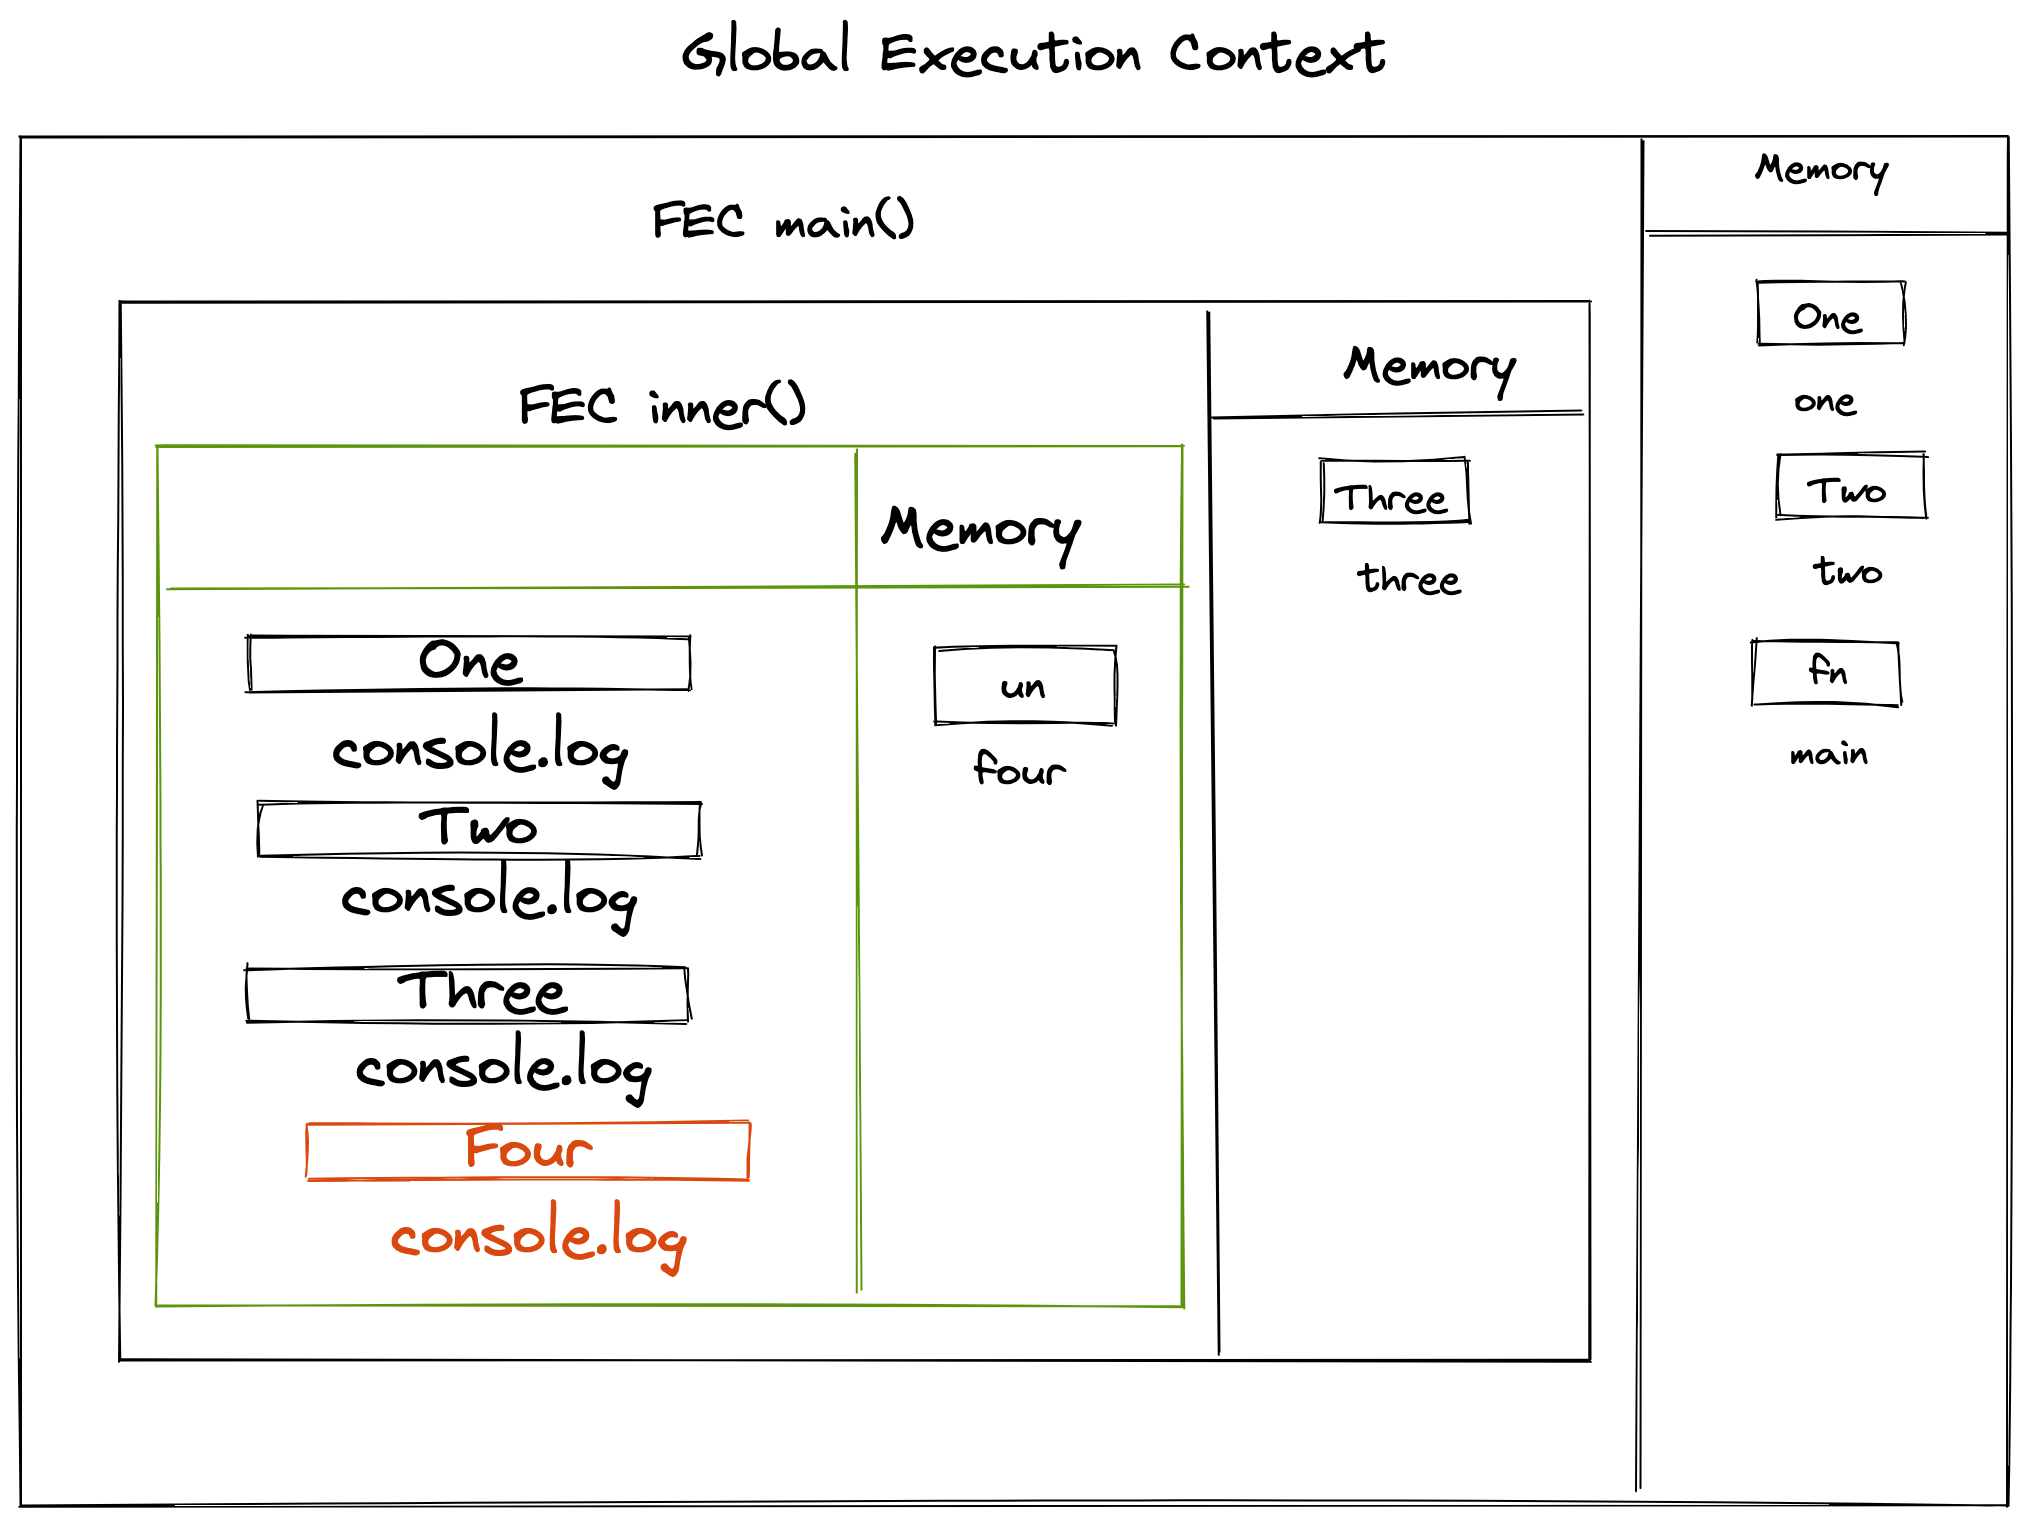 Global Execution Context
Memory
FEC main()
One
one
Memory
FEC inner()
Three
three
Two
two
Memory
One
console.log
un
four
fn
main
Two
console.log
Three
console.log
Four
console.log